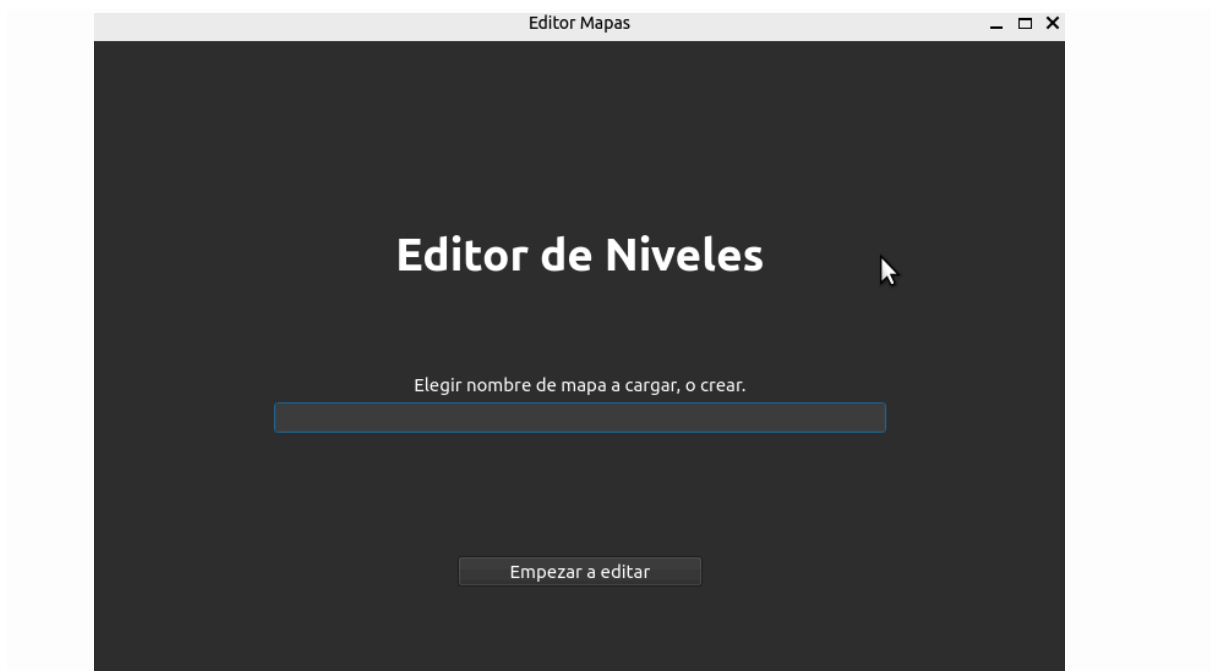 Editor Mapas
Editor de Niveles
Elegir nombre de mapa a cargar, o crear.
Empezar a editar